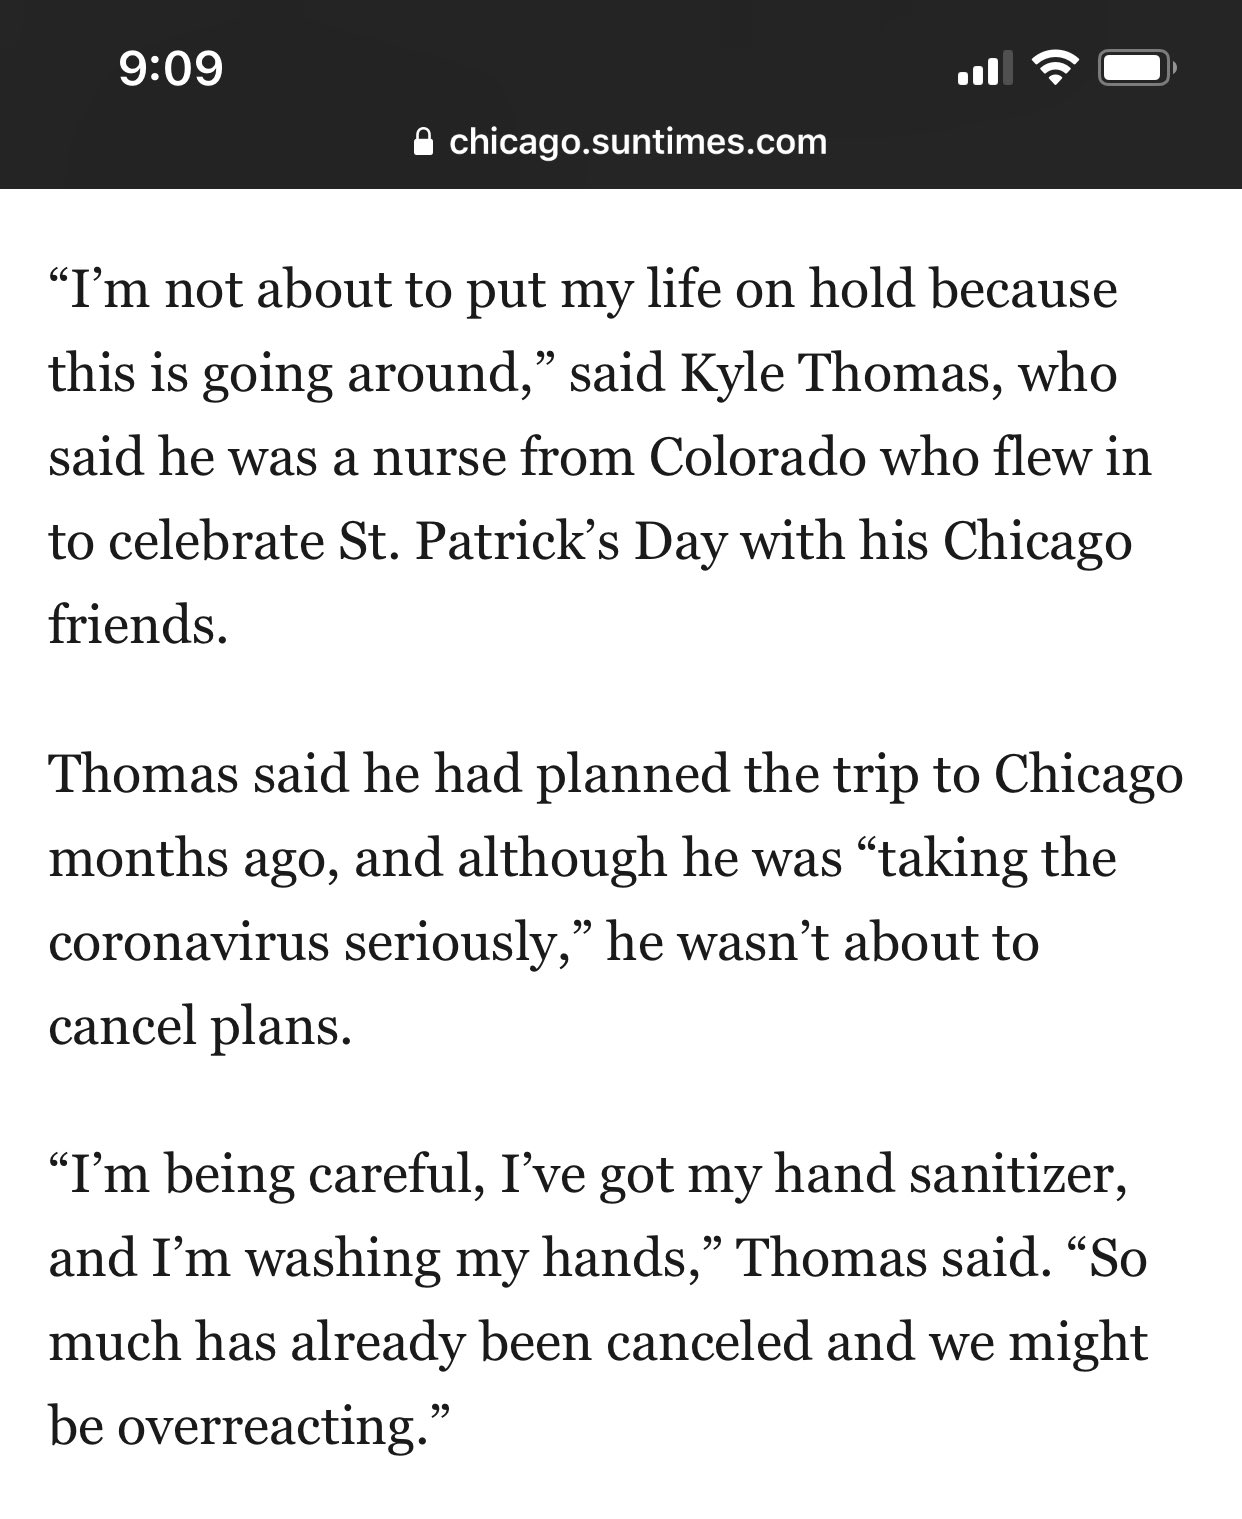 9:09
chicago.suntimes.com
“I’m not about to put my life on hold because
this is going around,” said Kyle Thomas, who
said he was a nurse from Colorado who flew in
to celebrate St. Patrick’s Day with his Chicago
friends.
Thomas said he had planned the trip to Chicago
months ago, and although he was “taking the
coronavirus seriously,” he wasn’t about to
cancel plans.
“I’m being careful, I’ve got my hand sanitizer,
and I’m washing my hands,” Thomas said. “So
much has already been canceled and we might
be overreacting.”